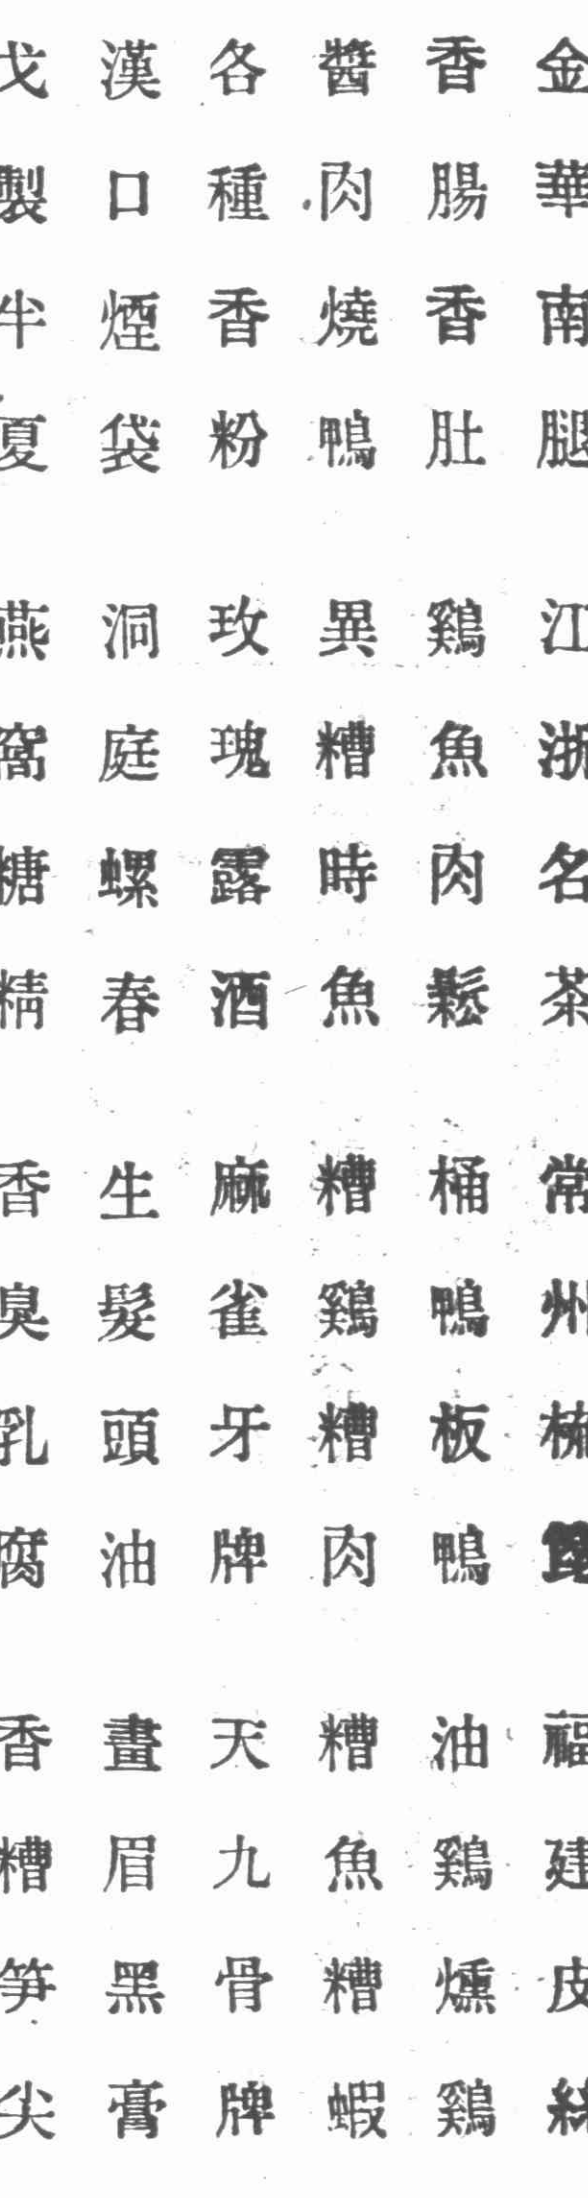 金華南腿 江浙名茶 常州梳篦 福建皮絲
香腸香肚 鷄魚肉鬆 桶鴨板鴨 油鷄燻鷄
醬肉燒鴨 異糟時魚 糟鷄糟肉 糟魚糟蝦
各種香粉 玫瑰露酒 麻雀牙牌 天九骨牌
漢口煙袋 洞庭螺春 生髮頭油 畫眉黑膏
戈製半夏 燕窩糖精 香臭乳腐 香糟笋尖